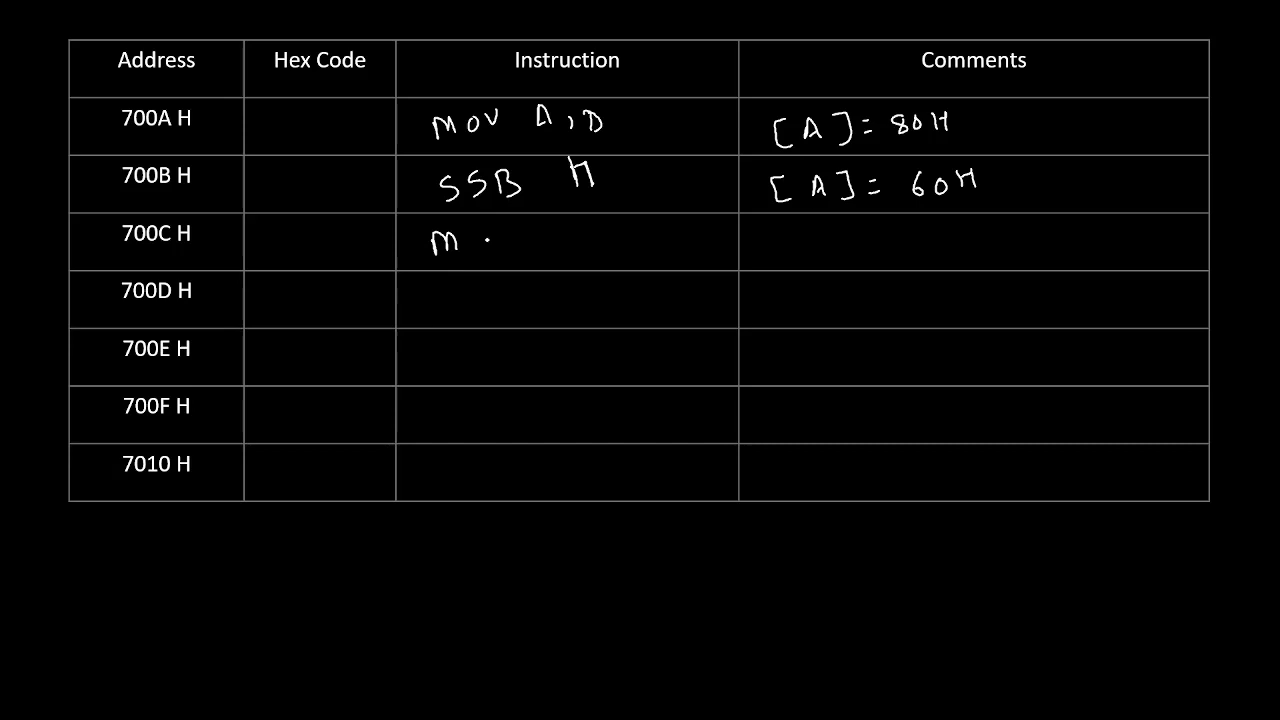 Address Hex Code Instruction Comments
700A H MOV A,D [A]= 80H
700B H SSB H [A]= 60H
700C H M
700D H
700E H
700F H
7010 H